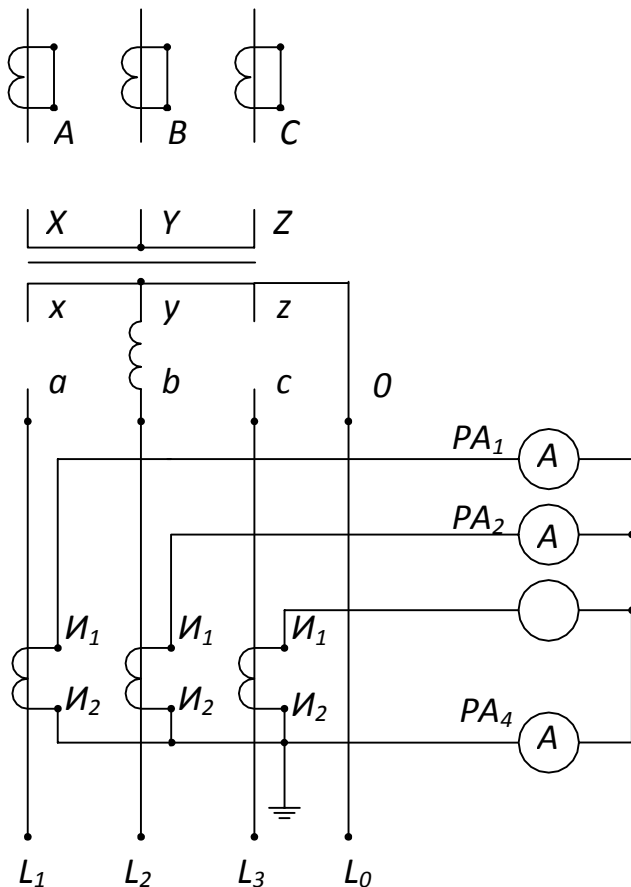 A B C
X Y Z
x y z
a b c 0
PA₁ A
PA₂ A
И₁ И₁ И₁
И₂ И₂ И₂
PA₄ A
L₁ L₂ L₃ L₀